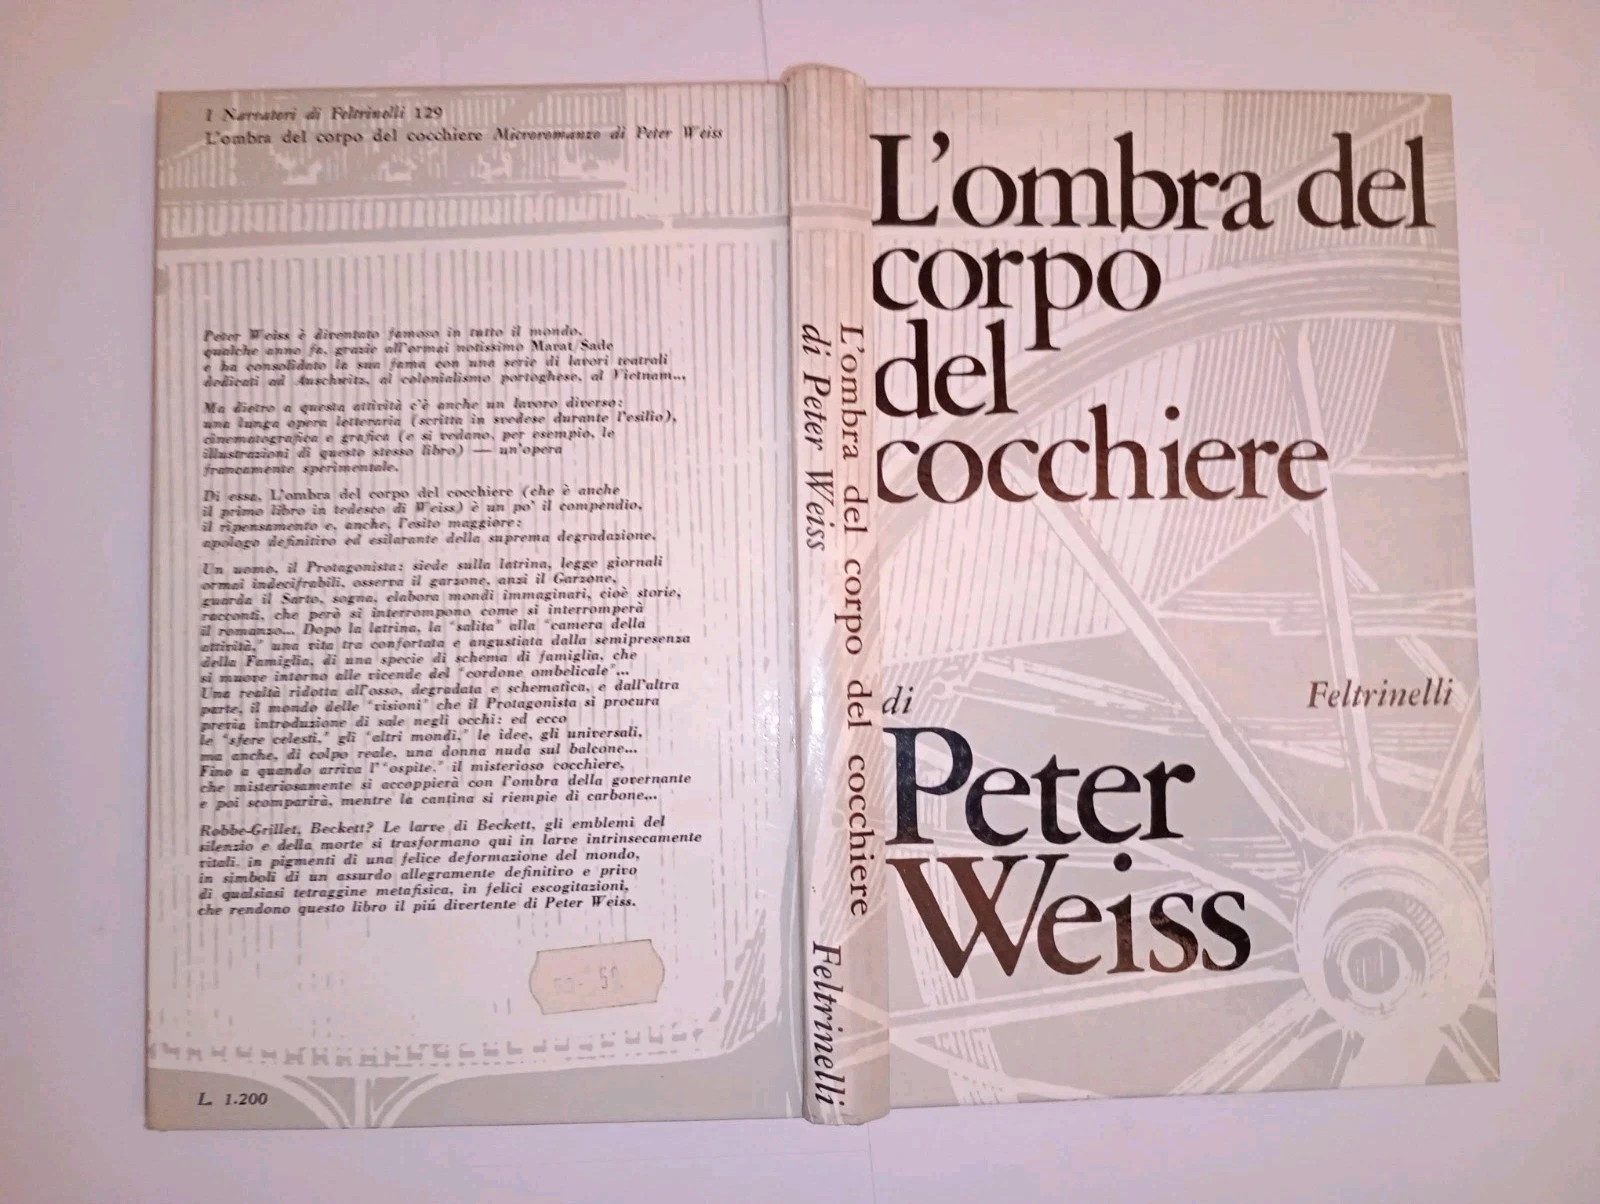 I Narratori di Feltrinelli 129
L'ombra del corpo del cocchiere Microromanzo di Peter Weiss
Peter Weiss è diventato famoso in tutto il mondo,
qualche anno fa, grazie all'ormai notissimo Marat/Sade
e ha consolidato la sua fama con una serie di lavori teatrali
dedicati ad Auschwitz, al colonialismo portoghese, al Vietnam...
Ma dietro a questa attività c'è anche un lavoro diverso:
una lunga opera letteraria (scritta in svedese durante l'esilio),
cinematografica e grafica (e si vedano, per esempio, le
illustrazioni di questo stesso libro) — un'opera
francamente sperimentale.
Di essa, L'ombra del corpo del cocchiere (che è anche
il primo libro in tedesco di Weiss) è un po' il compendio,
il ripensamento e, anche, l'esito maggiore:
apologo definitivo ed esilarante della suprema degradazione.
Un uomo, il Protagonista: siede sulla latrina, legge giornali
ormai indecifrabili, osserva il garzone, anzi il Garzone,
guarda il Sarto, sogna, elabora mondi immaginari, cioè storie,
racconti, che però si interrompono come si interromperà
il romanzo... Dopo la latrina, la "salita" alla "camera della
attività," una vita tra confortata e angustiata dalla semipresenza
della Famiglia, di una specie di schema di famiglia, che
si muove intorno alle vicende del "cordone ombelicale"...
Una realtà ridotta all'osso, degradata e schematica, e dall'altra
parte, il mondo delle "visioni" che il Protagonista si procura
previa introduzione di sale negli occhi: ed ecco
le "sfere celesti," gli "altri mondi," le idee, gli universali,
ma anche, di colpo reale, una donna nuda sul balcone...
Fino a quando arriva l'"ospite," il misterioso cocchiere,
che misteriosamente si accoppierà con l'ombra della governante
e poi scomparirà, mentre la cantina si riempie di carbone...
Robbe-Grillet, Beckett? Le larve di Beckett, gli emblemi del
silenzio e della morte si trasformano qui in larve intrinsecamente
vitali, in pigmenti di una felice deformazione del mondo,
in simboli di un assurdo allegramente definitivo e privo
di qualsiasi tetraggine metafisica, in felici escogitazioni,
che rendono questo libro il piú divertente di Peter Weiss.
L. 1.200
L'ombra del corpo del cocchiere
di Peter Weiss
Feltrinelli
L'ombra del
corpo
del
cocchiere
di
Peter
Weiss
Feltrinelli